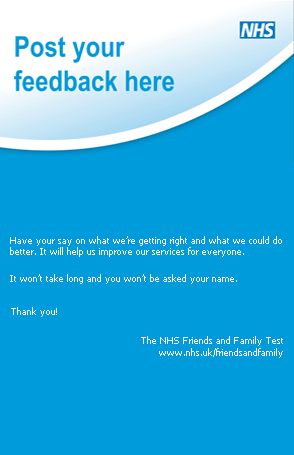 NHS
Post your
feedback here
Have your say on what we're getting right and what we could do
better. It will help us improve our services for everyone.
It won't take long and you won't be asked your name.
Thank you!
The NHS Friends and Family Test
www.nhs.uk/friendsandfamily